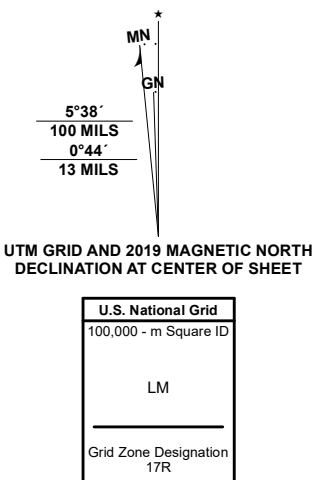 MN
GN
5°38´
100 MILS
0°44´
13 MILS
UTM GRID AND 2019 MAGNETIC NORTH
DECLINATION AT CENTER OF SHEET
U.S. National Grid
100,000 - m Square ID
LM
Grid Zone Designation
17R